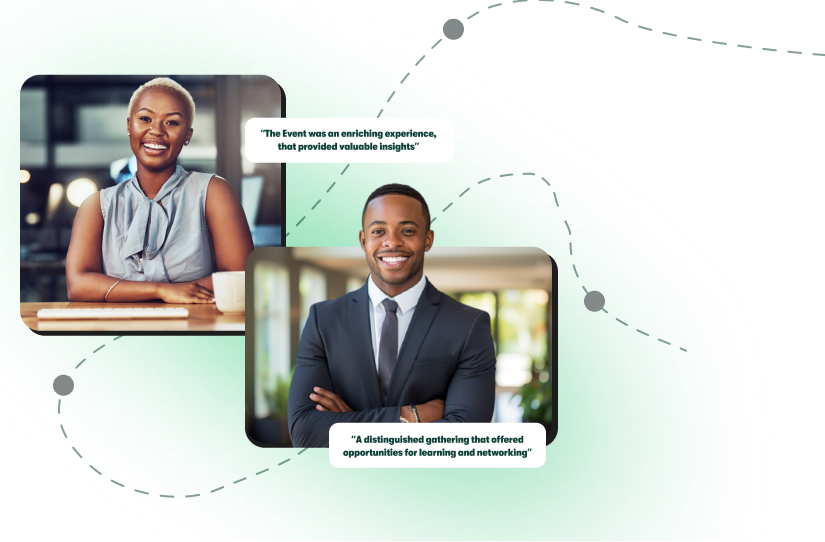 “The Event was an enriching experience,
that provided valuable insights”
“A distinguished gathering that offered
opportunities for learning and networking”